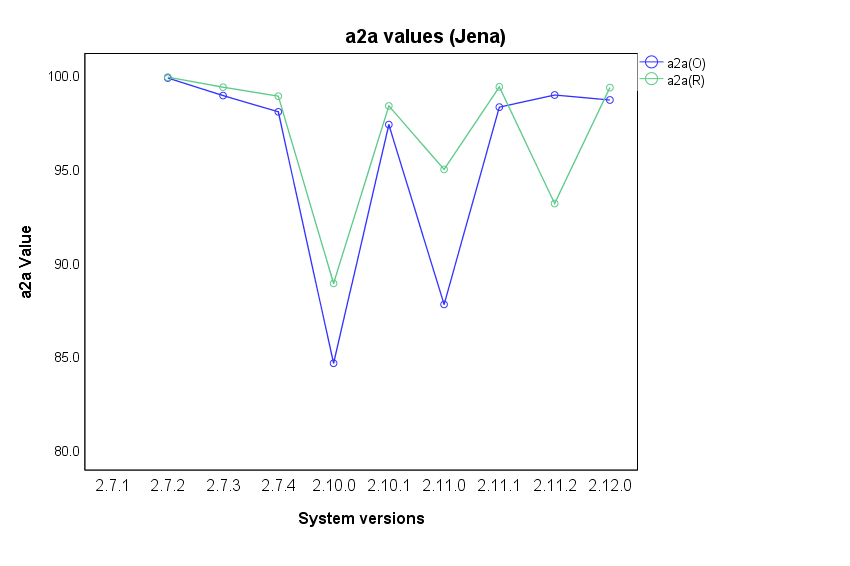 a2a values (Jena)
a2a(O)
a2a(R)
100.0
95.0
90.0
85.0
80.0
a2a Value
2.7.1 2.7.2 2.7.3 2.7.4 2.10.0 2.10.1 2.11.0 2.11.1 2.11.2 2.12.0
System versions